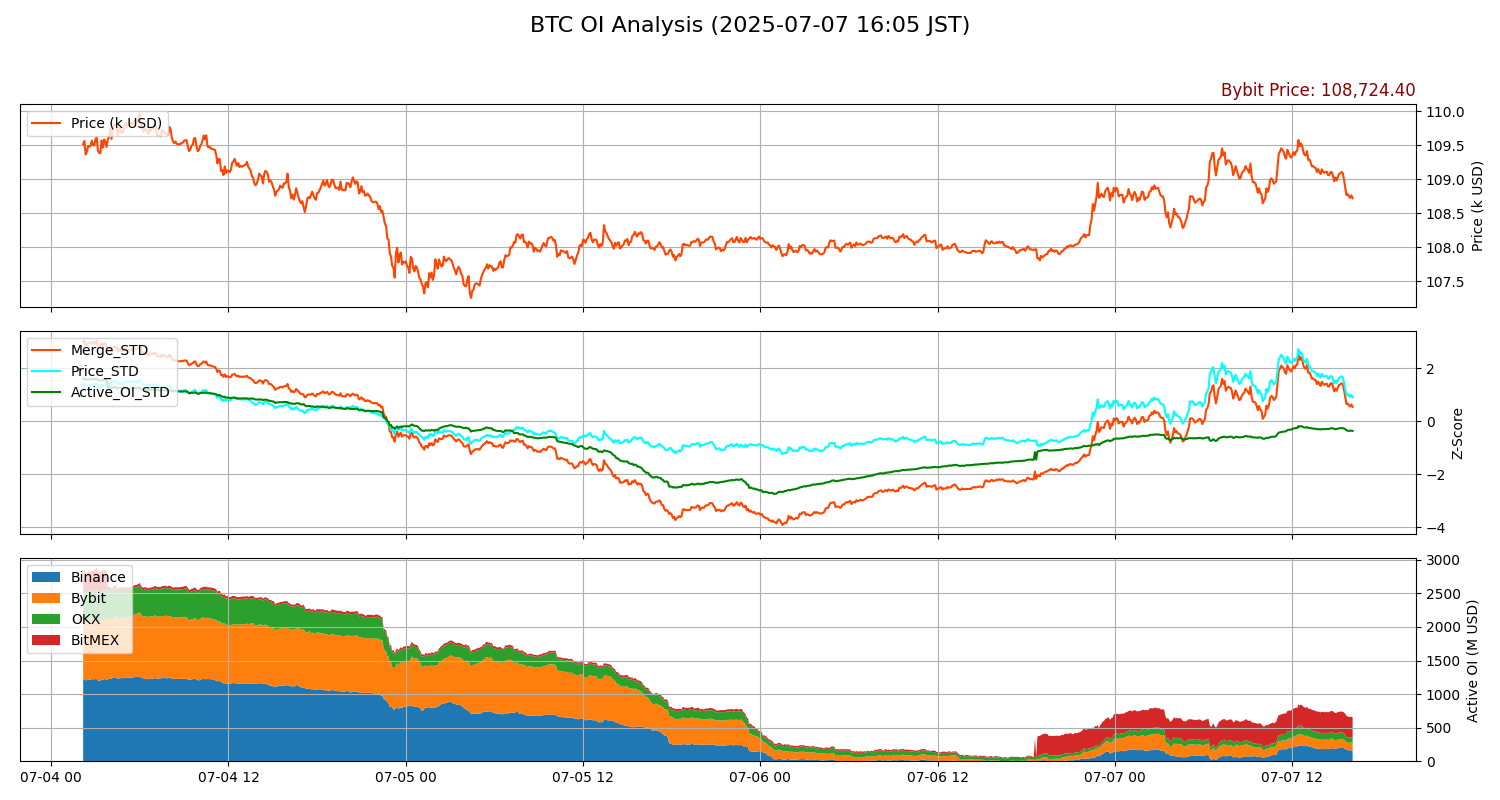 BTC OI Analysis (2025-07-07 16:05 JST)
Bybit Price: 108,724.40
Price (k USD)
110.0
109.5
109.0
108.5
108.0
107.5
Price (k USD)
Merge_STD
Price_STD
Active_OI_STD
2
0
−2
−4
Z-Score
Binance
Bybit
OKX
BitMEX
3000
2500
2000
1500
1000
500
0
Active OI (M USD)
07-04 00
07-04 12
07-05 00
07-05 12
07-06 00
07-06 12
07-07 00
07-07 12